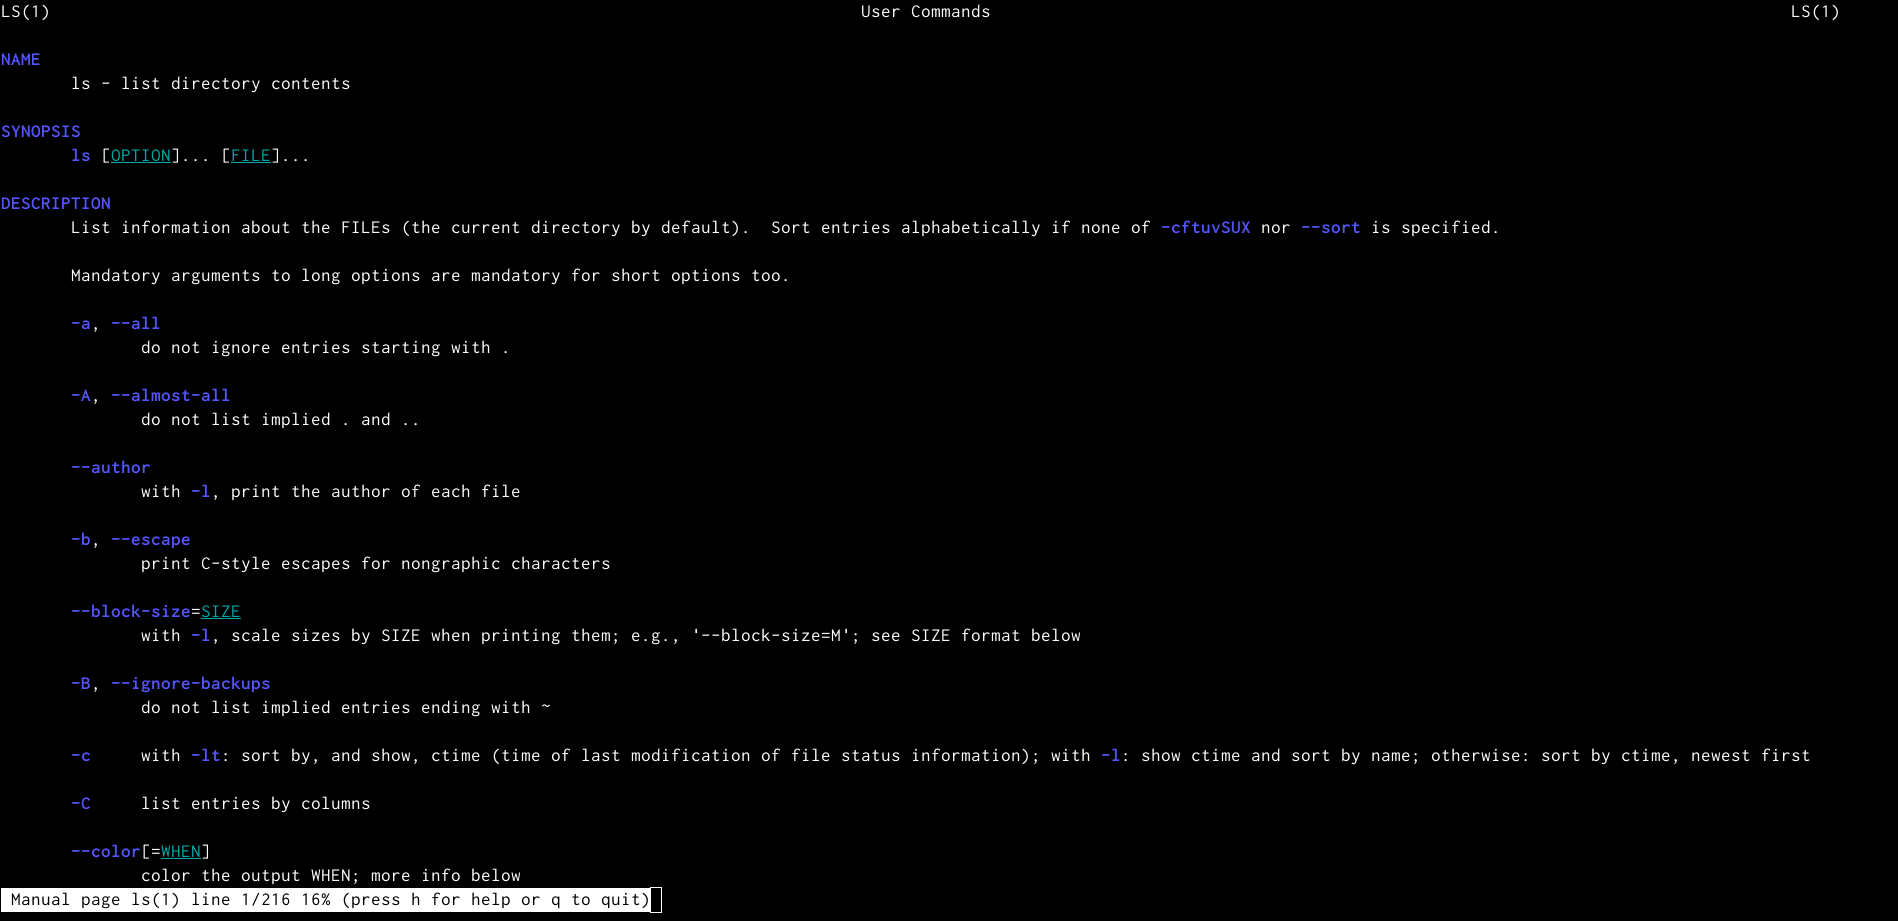 LS(1) User Commands LS(1)
NAME
ls - list directory contents
SYNOPSIS
ls [OPTION]... [FILE]...
DESCRIPTION
List information about the FILEs (the current directory by default).  Sort entries alphabetically if none of -cftuvSUX nor --sort is specified.
Mandatory arguments to long options are mandatory for short options too.
-a, --all
do not ignore entries starting with .
-A, --almost-all
do not list implied . and ..
--author
with -l, print the author of each file
-b, --escape
print C-style escapes for nongraphic characters
--block-size=SIZE
with -l, scale sizes by SIZE when printing them; e.g., '--block-size=M'; see SIZE format below
-B, --ignore-backups
do not list implied entries ending with ~
-c with -lt: sort by, and show, ctime (time of last modification of file status information); with -l: show ctime and sort by name; otherwise: sort by ctime, newest first
-C list entries by columns
--color[=WHEN]
color the output WHEN; more info below
Manual page ls(1) line 1/216 16% (press h for help or q to quit)